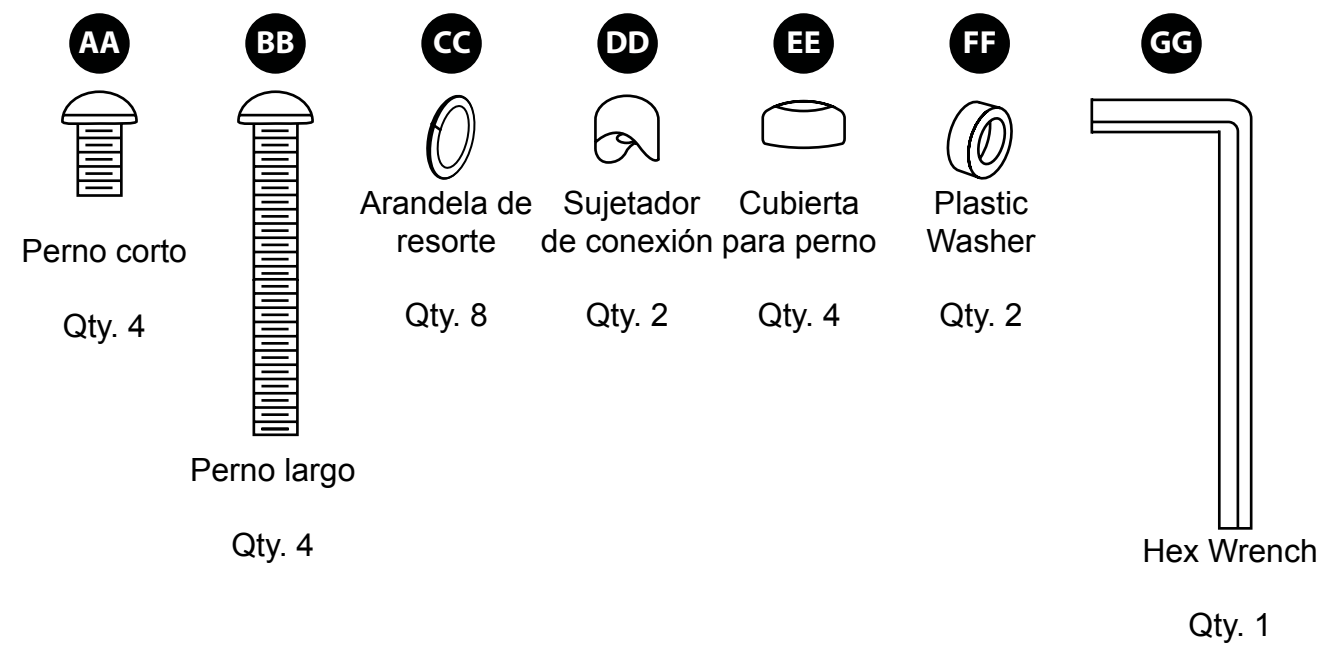 AA
BB
CC
DD
EE
FF
GG
Perno corto
Qty. 4
Perno largo
Qty. 4
Arandela de
resorte
Qty. 8
Sujetador
de conexión
Qty. 2
Cubierta
para perno
Qty. 4
Plastic
Washer
Qty. 2
Hex Wrench
Qty. 1